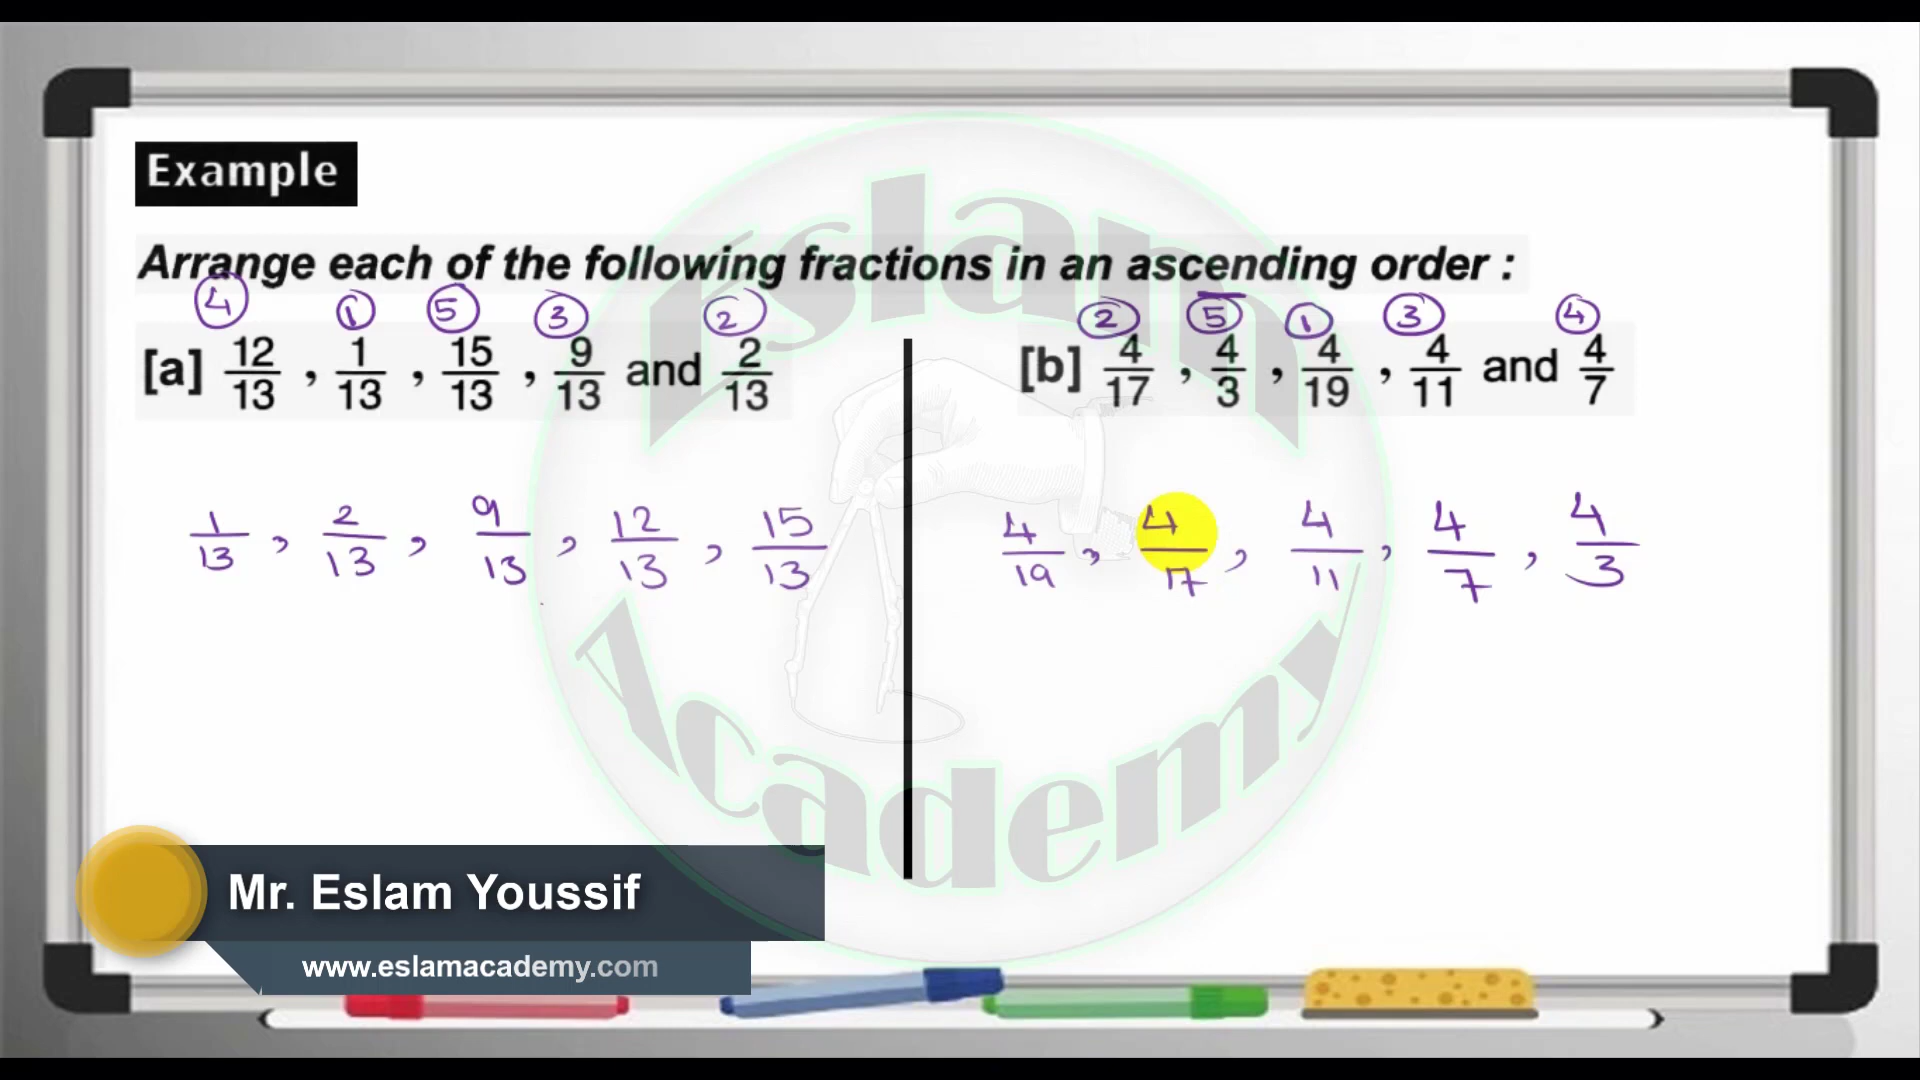 Example
Arrange each of the following fractions in an ascending order :
④ ① ⑤ ③ ②
[a] 12/13 , 1/13 , 15/13 , 9/13 and 2/13
② ⑤ ① ③ ④
[b] 4/17 , 4/3 , 4/19 , 4/11 and 4/7
1/13 , 2/13 , 9/13 , 12/13 , 15/13
4/19 , 4/17 , 4/11 , 4/7 , 4/3
Eslam
Academy
Mr. Eslam Youssif
www.eslamacademy.com